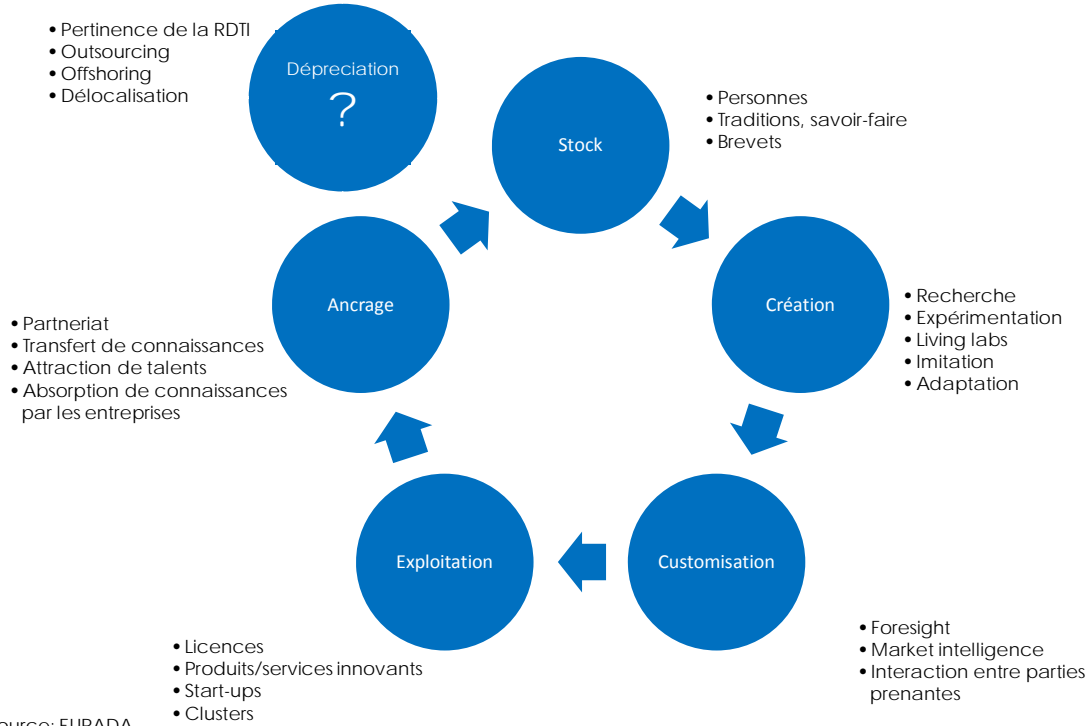 • Pertinence de la RDTI
• Outsourcing
• Offshoring
• Délocalisation
Dépreciation
?
Stock
• Personnes
• Traditions, savoir-faire
• Brevets
Création
• Recherche
• Expérimentation
• Living labs
• Imitation
• Adaptation
Customisation
• Foresight
• Market intelligence
• Interaction entre parties
prenantes
Exploitation
• Licences
• Produits/services innovants
• Start-ups
• Clusters
Ancrage
• Partneriat
• Transfert de connaissances
• Attraction de talents
• Absorption de connaissances
par les entreprises
ource: EURADA